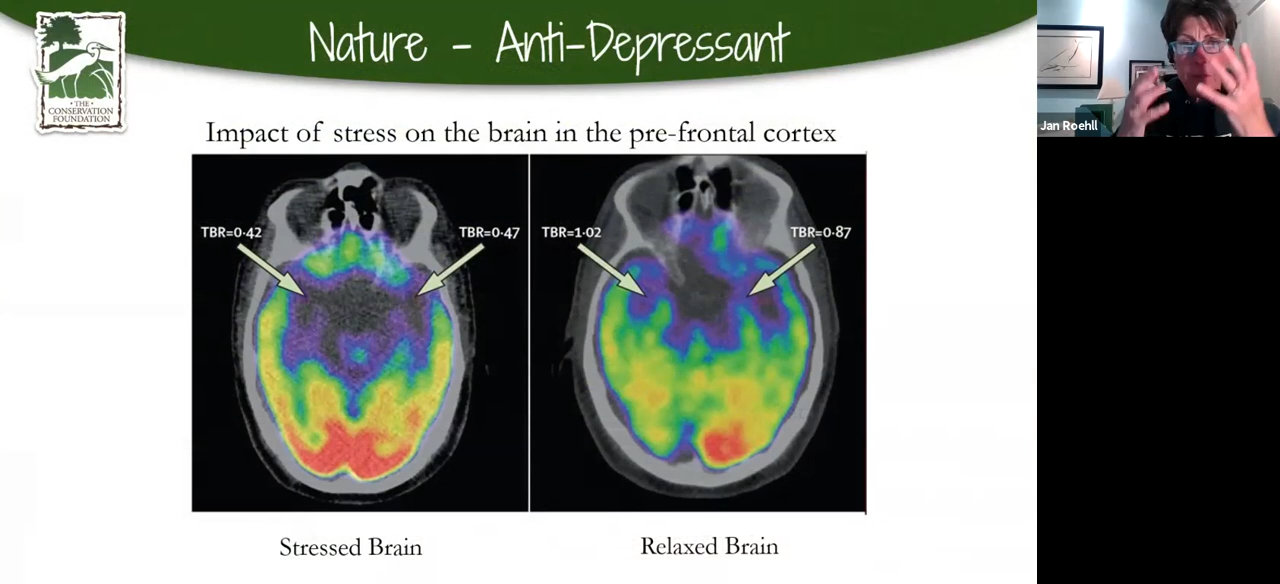 Nature – Anti-Depressant
THE
CONSERVATION
FOUNDATION
Jan Roehll
Impact of stress on the brain in the pre-frontal cortex
TBR=0·42
TBR=0·47
TBR=1·02
TBR=0·87
Stressed Brain
Relaxed Brain